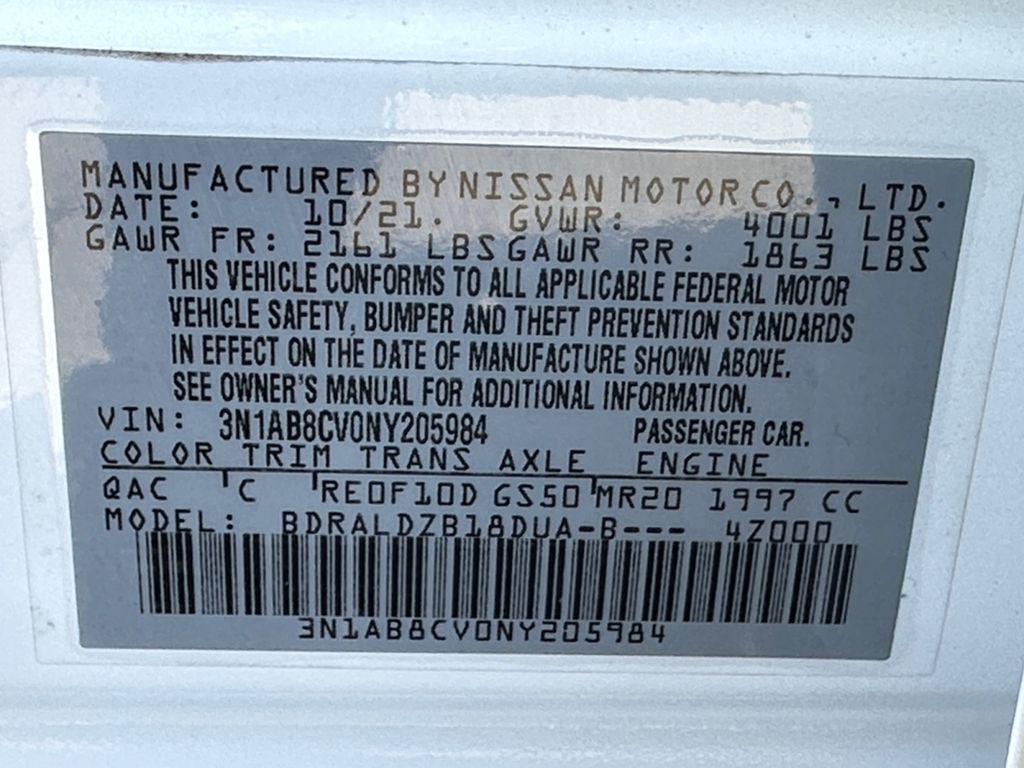 MANUFACTURED BY NISSAN MOTOR CO., LTD.
DATE: 10/21. GVWR: 4001 LBS
GAWR FR: 2161 LBS GAWR RR: 1863 LBS
THIS VEHICLE CONFORMS TO ALL APPLICABLE FEDERAL MOTOR
VEHICLE SAFETY, BUMPER AND THEFT PREVENTION STANDARDS
IN EFFECT ON THE DATE OF MANUFACTURE SHOWN ABOVE.
SEE OWNER'S MANUAL FOR ADDITIONAL INFORMATION.
VIN: 3N1AB8CV0NY205984 PASSENGER CAR.
COLOR TRIM TRANS AXLE ENGINE
QAC C RE0F10D GS50 MR20 1997 CC
MODEL: BDRALDZB18DUA-B--- 4Z000
3N1AB8CV0NY205984